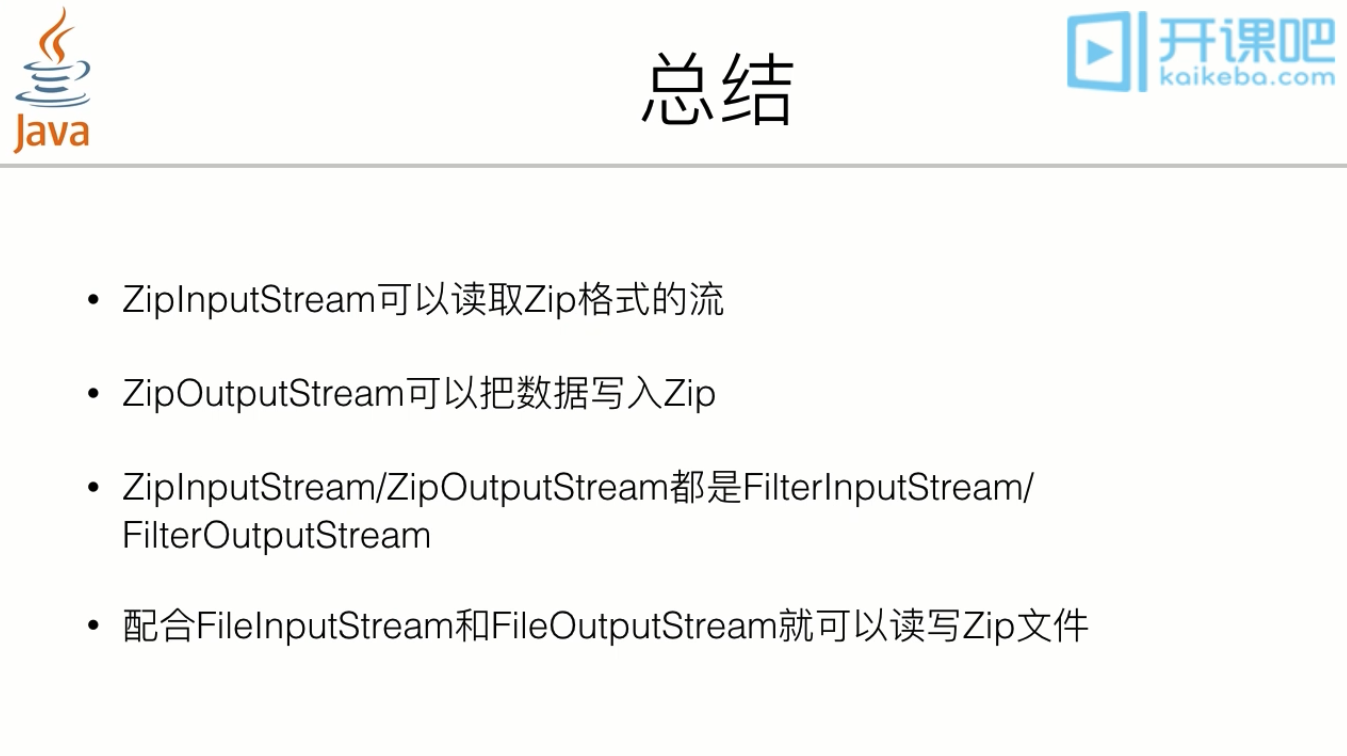 Java
总结
开课吧
kaikeba.com
• ZipInputStream可以读取Zip格式的流
• ZipOutputStream可以把数据写入Zip
• ZipInputStream/ZipOutputStream都是FilterInputStream/
FilterOutputStream
• 配合FileInputStream和FileOutputStream就可以读写Zip文件